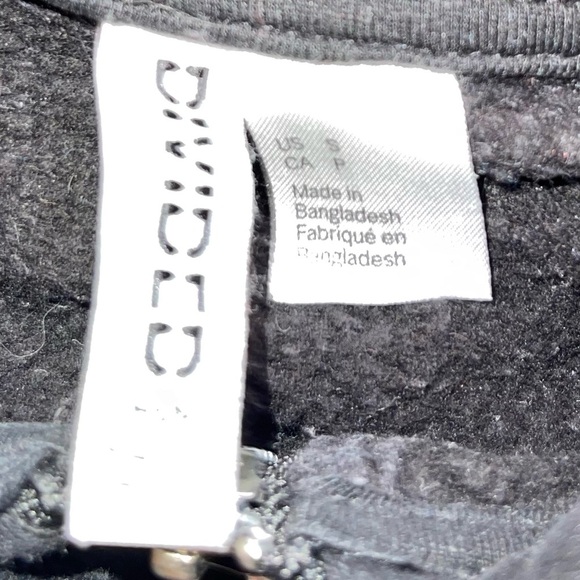 DIVIDED
US S
CA P
Made in
Bangladesh
Fabriqué en
Bangladesh